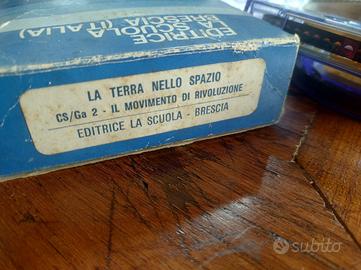 EDITRICE
LA SCUOLA
BRESCIA (ITALIA)
LA TERRA NELLO SPAZIO
CS/Ga 2 - IL MOVIMENTO DI RIVOLUZIONE
EDITRICE LA SCUOLA - BRESCIA
subito